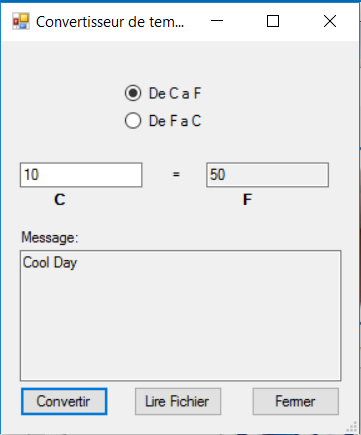 Convertisseur de tem...
De C a F
De F a C
10 = 50
C F
Message:
Cool Day
Convertir Lire Fichier Fermer